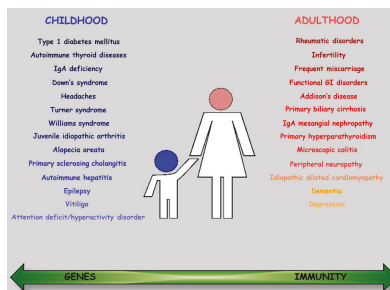 CHILDHOOD
Type 1 diabetes mellitus
Autoimmune thyroid diseases
IgA deficiency
Down's syndrome
Headaches
Turner syndrome
Williams syndrome
Juvenile idiopathic arthritis
Alopecia areata
Primary sclerosing cholangitis
Autoimmune hepatitis
Epilepsy
Vitiligo
Attention deficit/hyperactivity disorder
ADULTHOOD
Rheumatic disorders
Infertility
Frequent miscarriage
Functional GI disorders
Addison's disease
Primary biliary cirrhosis
IgA mesangial nephropathy
Primary hyperparathyroidism
Microscopic colitis
Peripheral neuropathy
Idiopathic dilated cardiomyopathy
Dementia
Depression
GENES
IMMUNITY